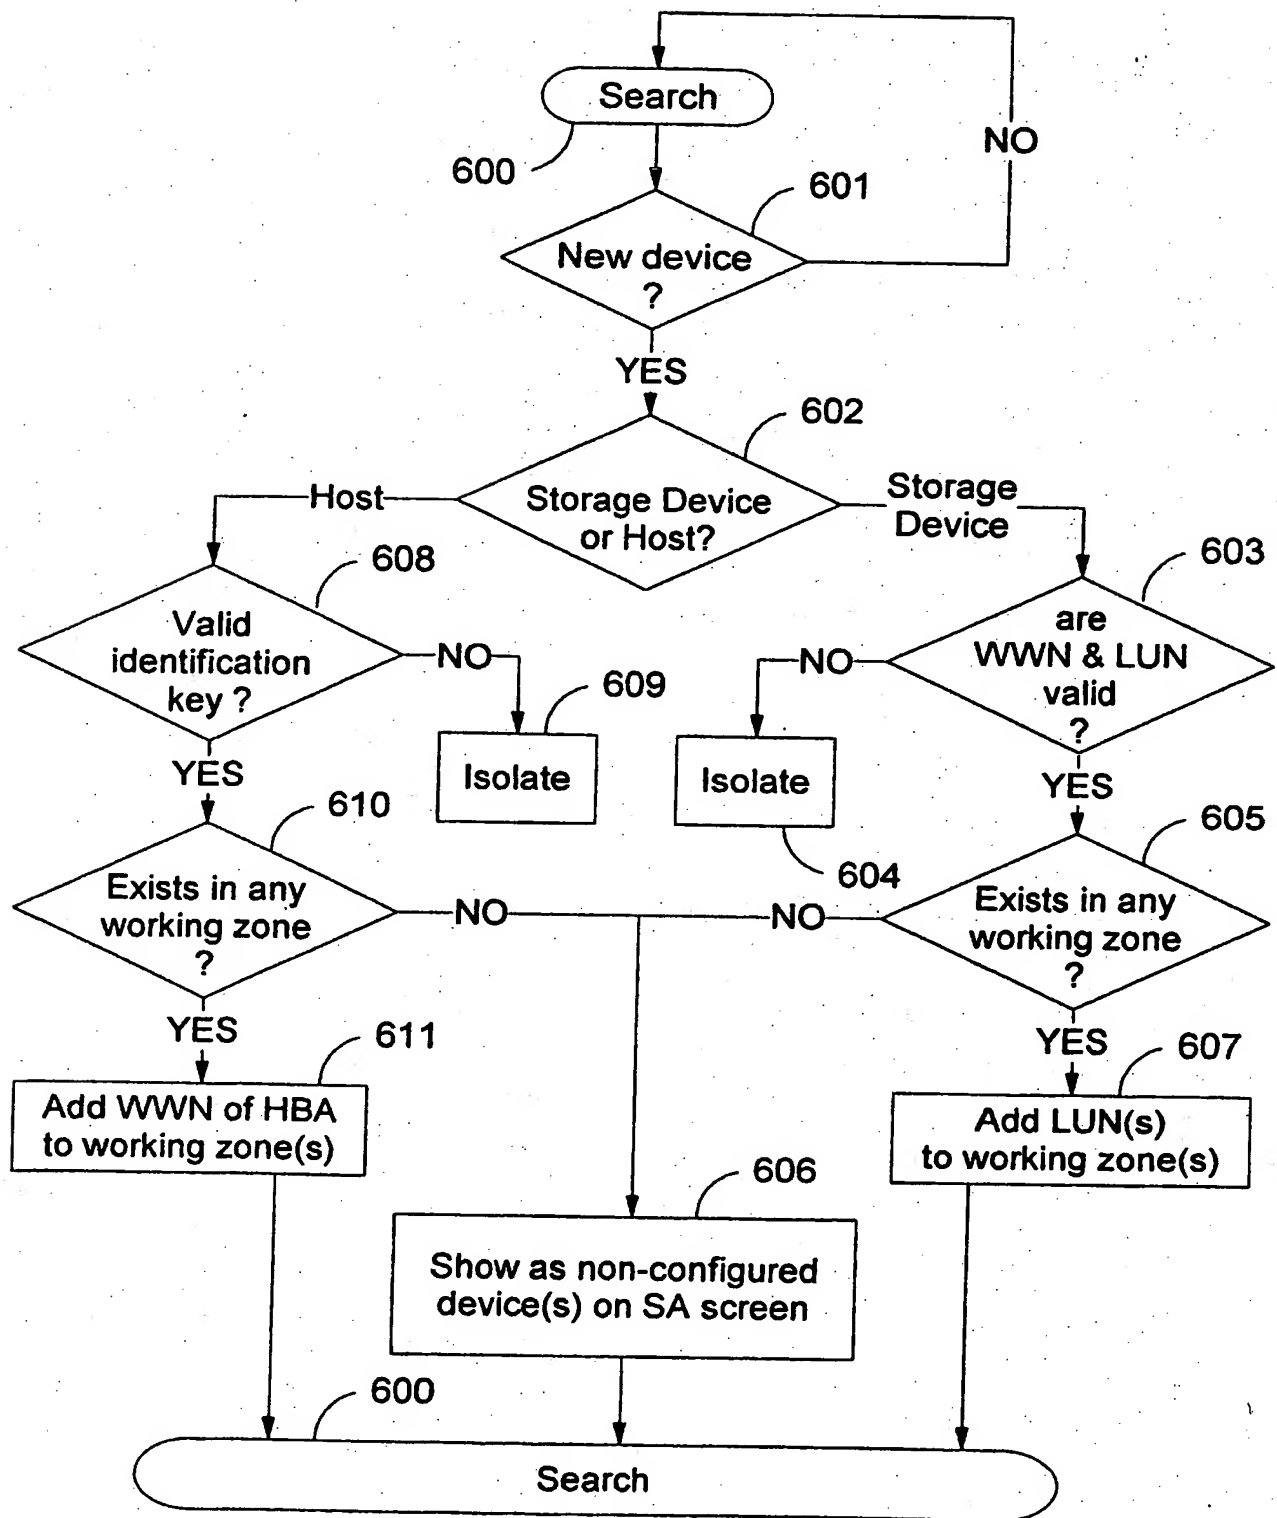 Search
600
NO
601
New device
?
YES
602
Host
Storage Device
or Host?
Storage
Device
608
603
Valid
identification
key ?
NO
609
NO
are
WWN & LUN
valid
?
Isolate
Isolate
YES
YES
610
604
605
Exists in any
working zone
?
NO
NO
Exists in any
working zone
?
YES
611
YES
607
Add WWN of HBA
to working zone(s)
Add LUN(s)
to working zone(s)
606
Show as non-configured
device(s) on SA screen
600
Search